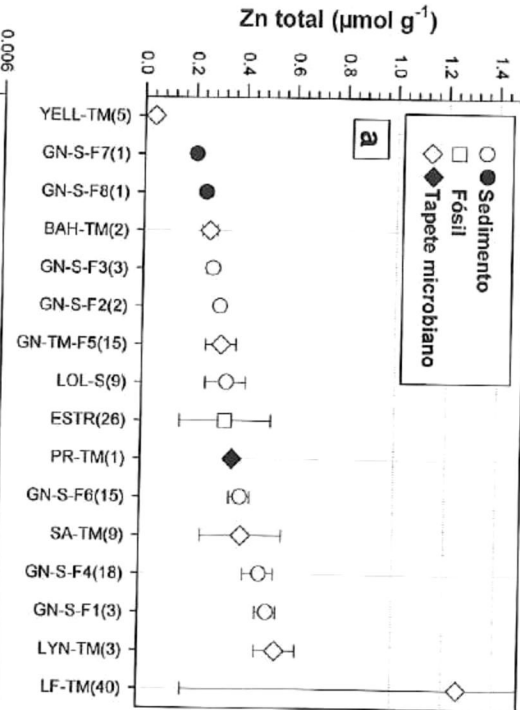 Zn total (µmol g⁻¹)
0.0
0.2
0.4
0.6
0.8
1.0
1.2
1.4
0.006
a
Sedimento
Fósil
Tapete microbiano
YELL-TM(5)
GN-S-F7(1)
GN-S-F8(1)
BAH-TM(2)
GN-S-F3(3)
GN-S-F2(2)
GN-TM-F5(15)
LOL-S(9)
ESTR(26)
PR-TM(1)
GN-S-F6(15)
SA-TM(9)
GN-S-F4(18)
GN-S-F1(3)
LYN-TM(3)
LF-TM(40)